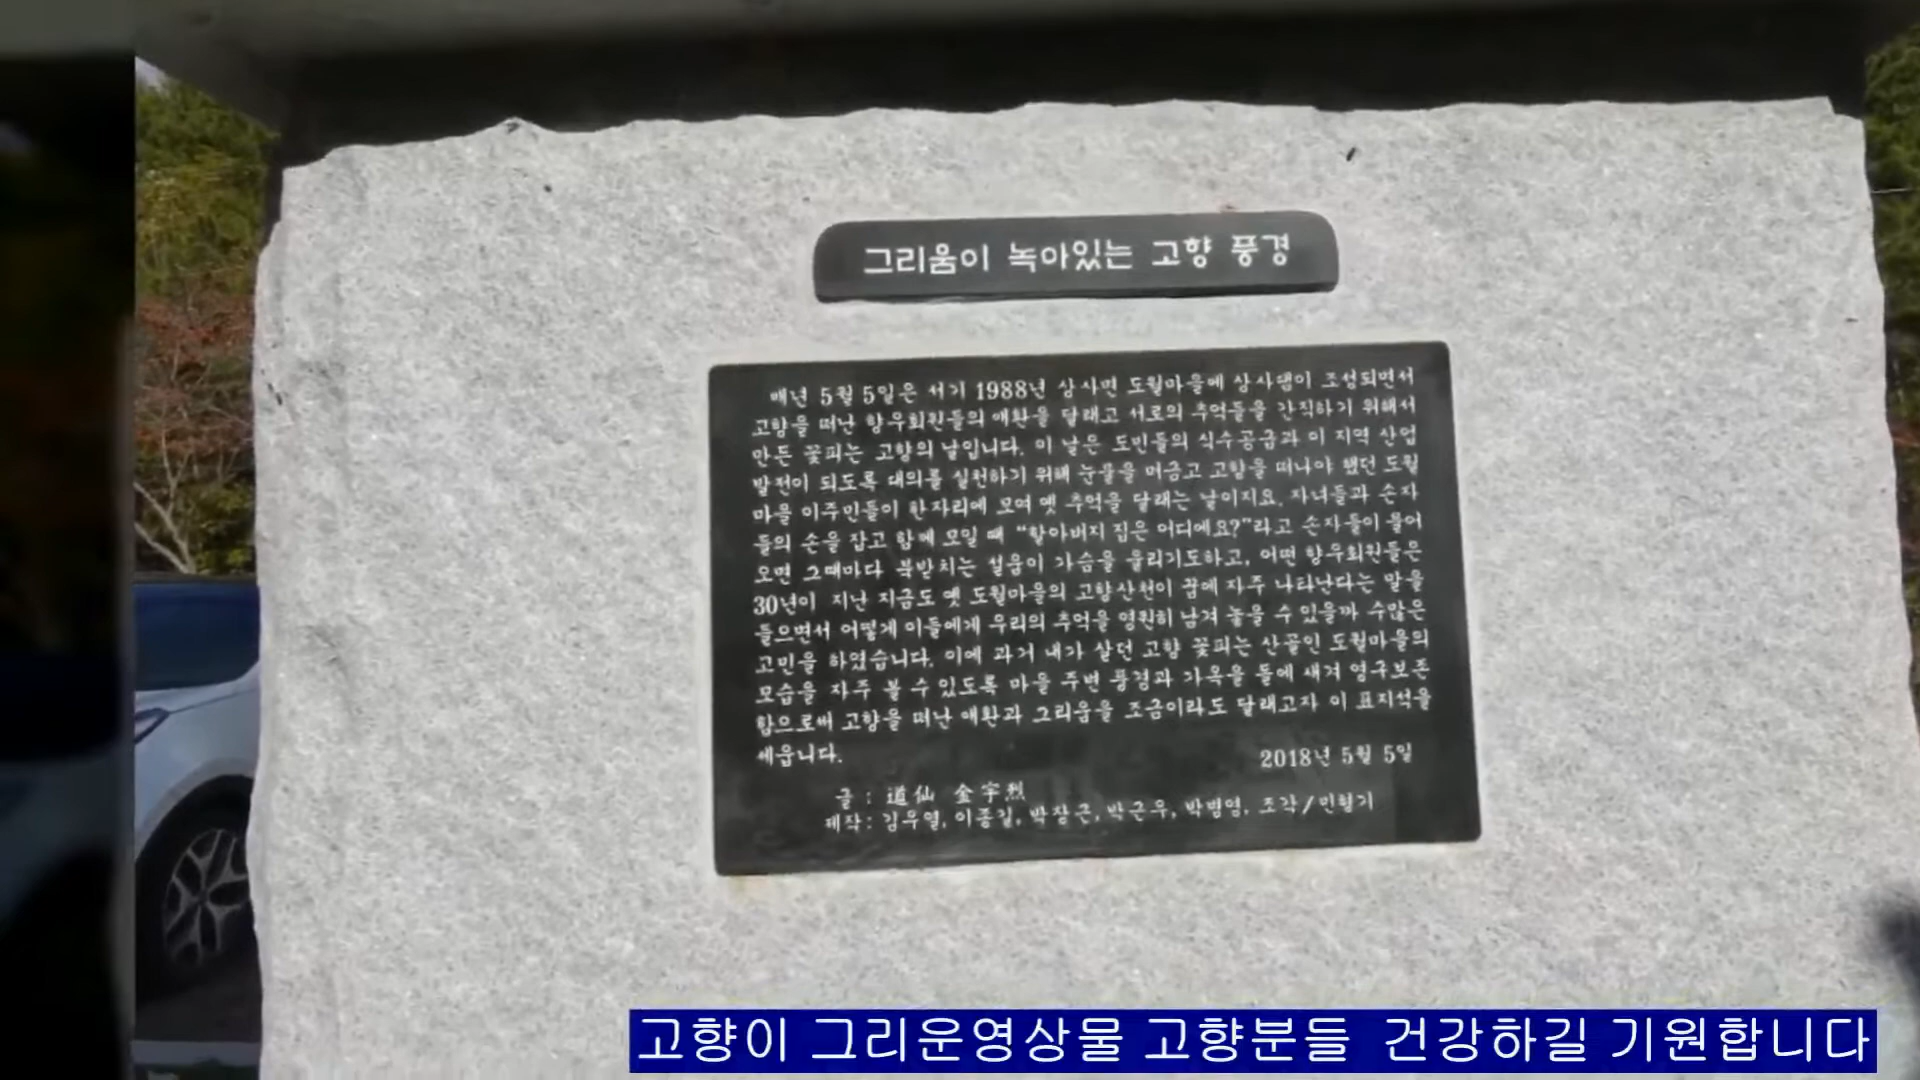 그리움이 녹아있는 고향 풍경
매년 5월 5일은 서기 1988년 상사면 도월마을에 상사댐이 조성되면서
고향을 떠난 향우회원들의 애환을 달래고 서로의 추억들을 간직하기 위해서
만든 꽃피는 고향의 날입니다. 이 날은 도민들의 식수공급과 이 지역 산업
발전이 되도록 대의를 실천하기 위해 눈물을 머금고 고향을 떠나야 했던 도월
마을 이주민들이 한자리에 모여 옛 추억을 달래는 날이지요. 자녀들과 손자
들의 손을 잡고 함께 모일 때 "할아버지 집은 어디에요?"라고 손자들이 물어
오면 그때마다 북받치는 설움이 가슴을 울리기도하고, 어떤 향우회원들은
30년이 지난 지금도 옛 도월마을의 고향산천이 꿈에 자주 나타난다는 말을
들으면서 어떻게 이들에게 우리의 추억을 영원히 남겨 놓을 수 있을까 수많은
고민을 하였습니다. 이에 과거 내가 살던 고향 꽃피는 산골인 도월마을의
모습을 자주 볼 수 있도록 마을 주변 풍경과 가옥을 돌에 새겨 영구보존
함으로써 고향을 떠난 애환과 그리움을 조금이라도 달래고자 이 표지석을
세웁니다. 2018년 5월 5일
글 : 道仙 金宇烈
제작 : 김우열, 이종길, 박장근, 박근우, 박범영, 조각/민형기
고향이 그리운영상물 고향분들 건강하길 기원합니다